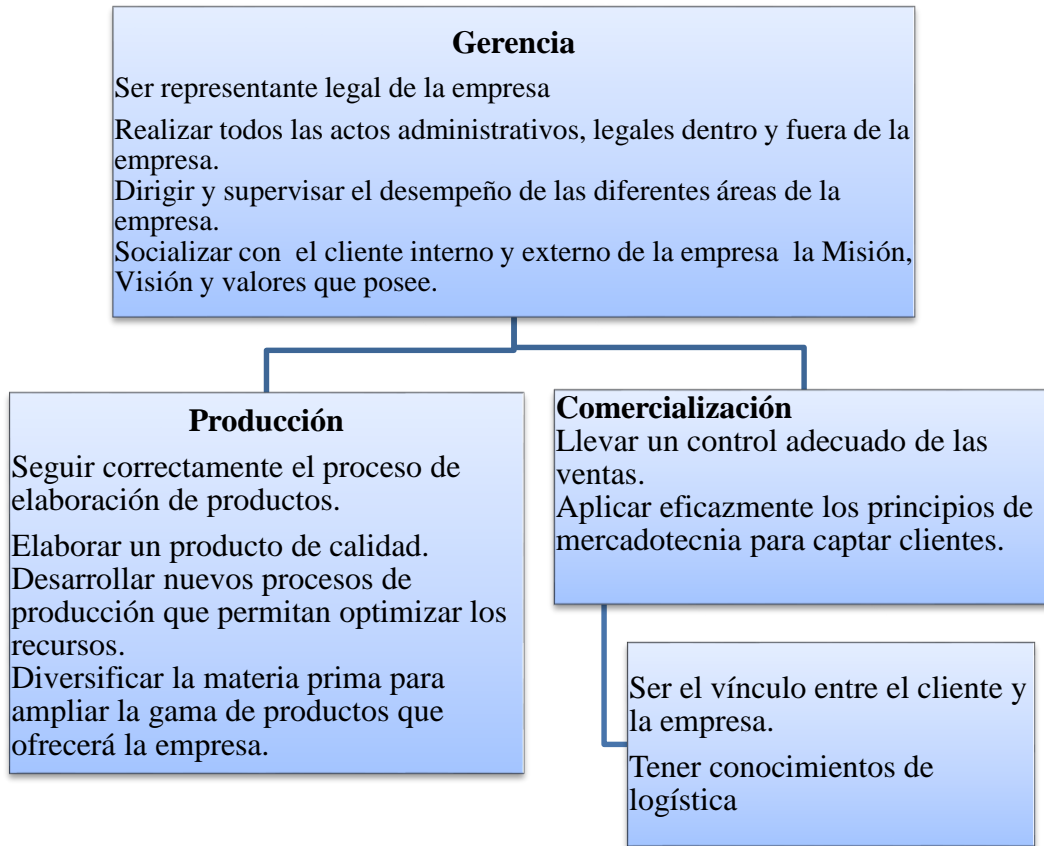 Gerencia
Ser representante legal de la empresa
Realizar todos las actos administrativos, legales dentro y fuera de la
empresa.
Dirigir y supervisar el desempeño de las diferentes áreas de la
empresa.
Socializar con el cliente interno y externo de la empresa la Misión,
Visión y valores que posee.
Producción
Seguir correctamente el proceso de
elaboración de productos.
Elaborar un producto de calidad.
Desarrollar nuevos procesos de
producción que permitan optimizar los
recursos.
Diversificar la materia prima para
ampliar la gama de productos que
ofrecerá la empresa.
Comercialización
Llevar un control adecuado de las
ventas.
Aplicar eficazmente los principios de
mercadotecnia para captar clientes.
Ser el vínculo entre el cliente y
la empresa.
Tener conocimientos de
logística